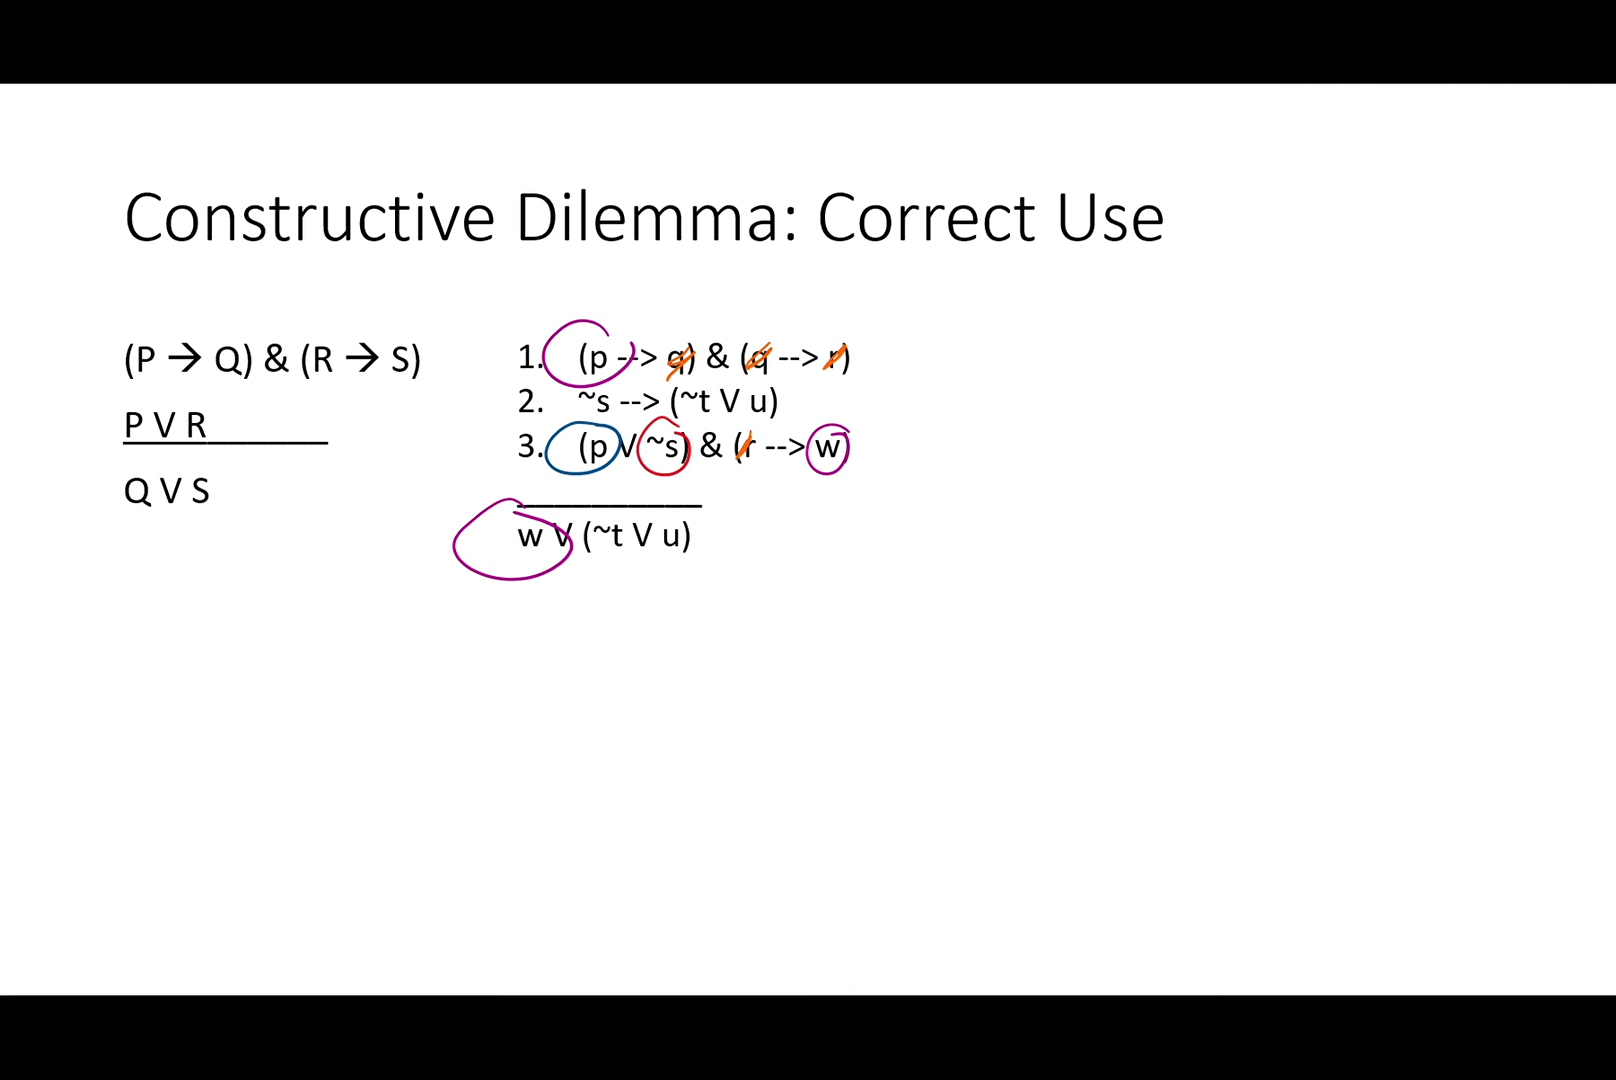 Constructive Dilemma: Correct Use
(P → Q) & (R → S)
P V R
Q V S
1. (p --> q) & (q --> r)
2. ~s --> (~t V u)
3. (p V ~s) & (r --> w)
w V (~t V u)